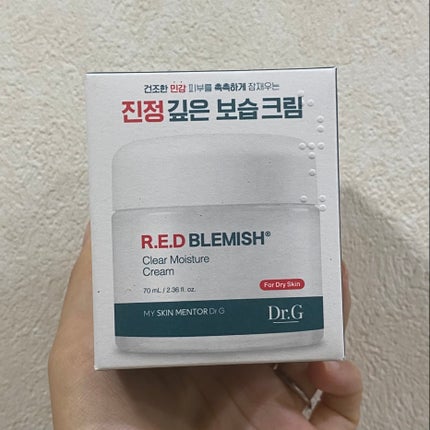 건조한 민감 피부를 촉촉하게 잠재우는
진정 깊은 보습 크림
R.E.D BLEMISH®
Clear Moisture
Cream
70 mL / 2.36 fl. oz.
For Dry Skin
MY SKIN MENTOR Dr.G
Dr.G